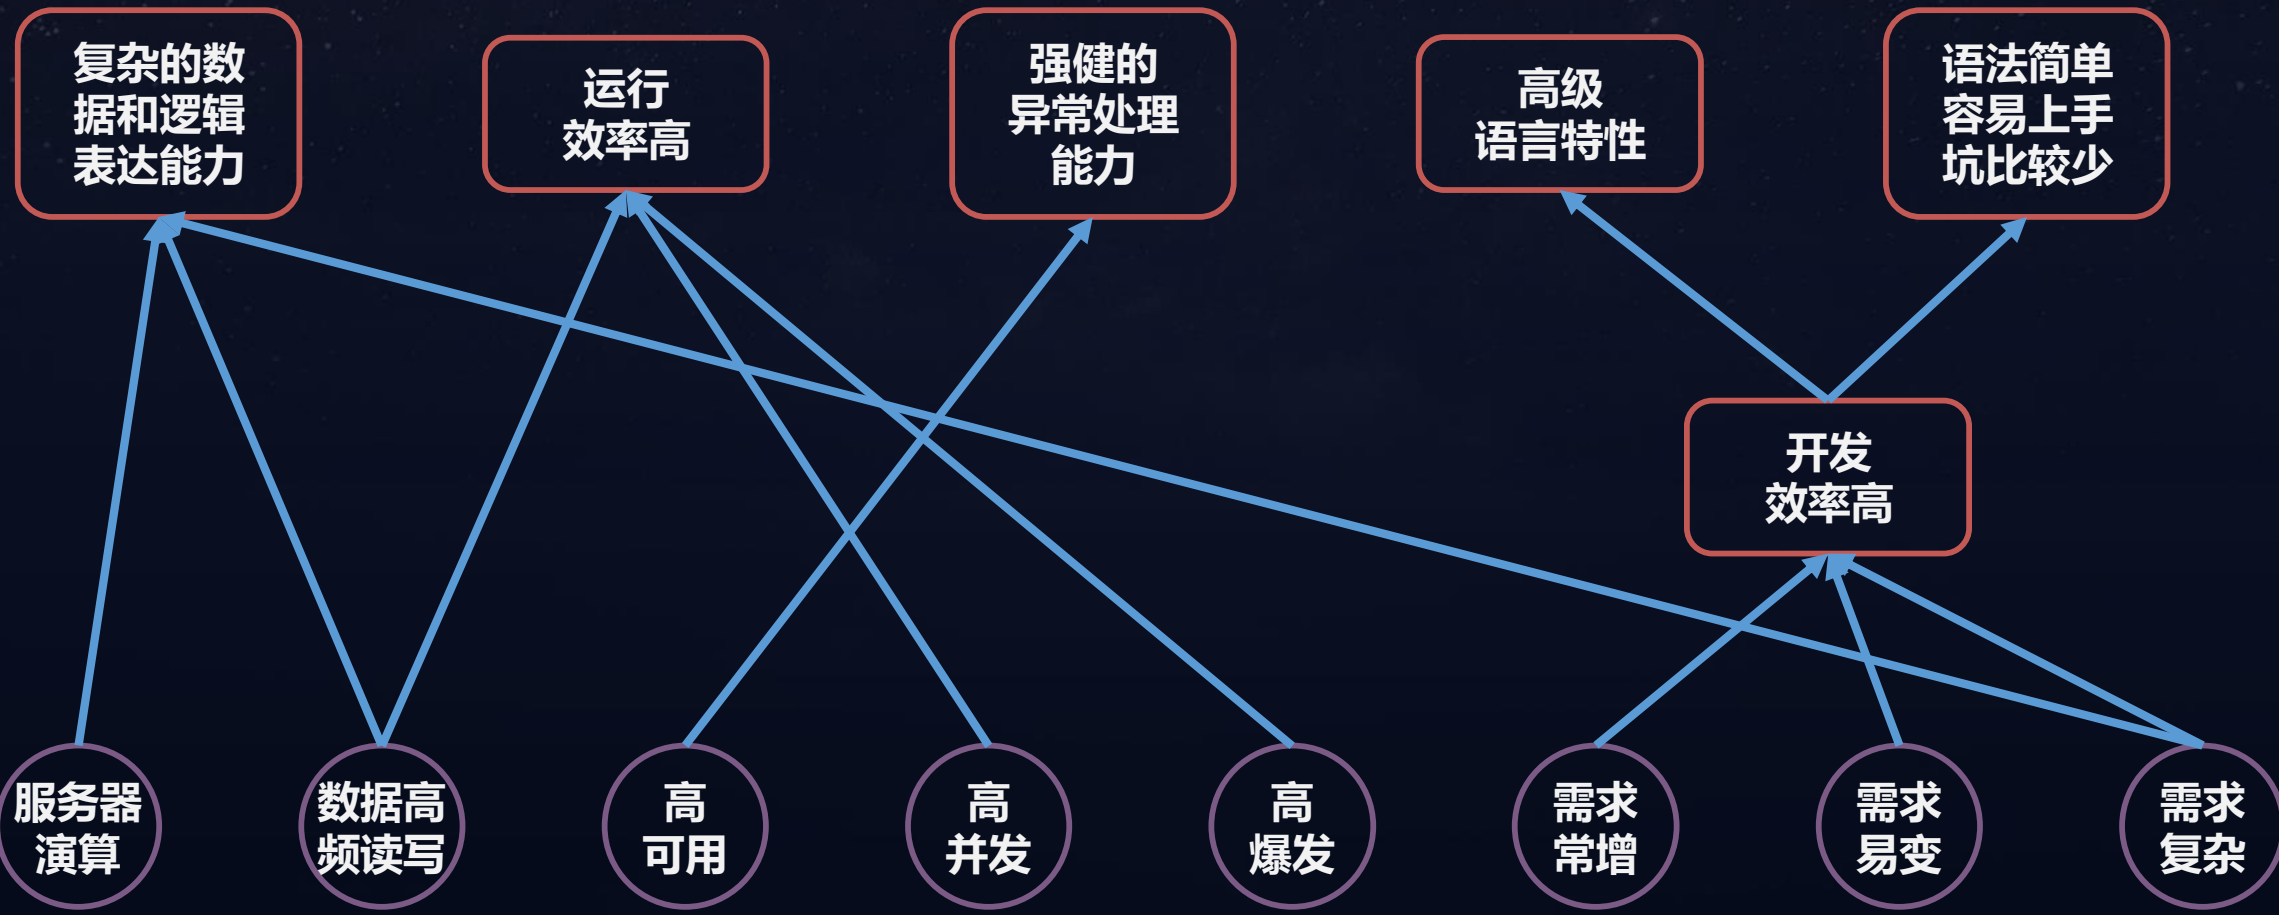 复杂的数
据和逻辑
表达能力
运行
效率高
强健的
异常处理
能力
高级
语言特性
语法简单
容易上手
坑比较少
开发
效率高
服务器
演算
数据高
频读写
高
可用
高
并发
高
爆发
需求
常增
需求
易变
需求
复杂